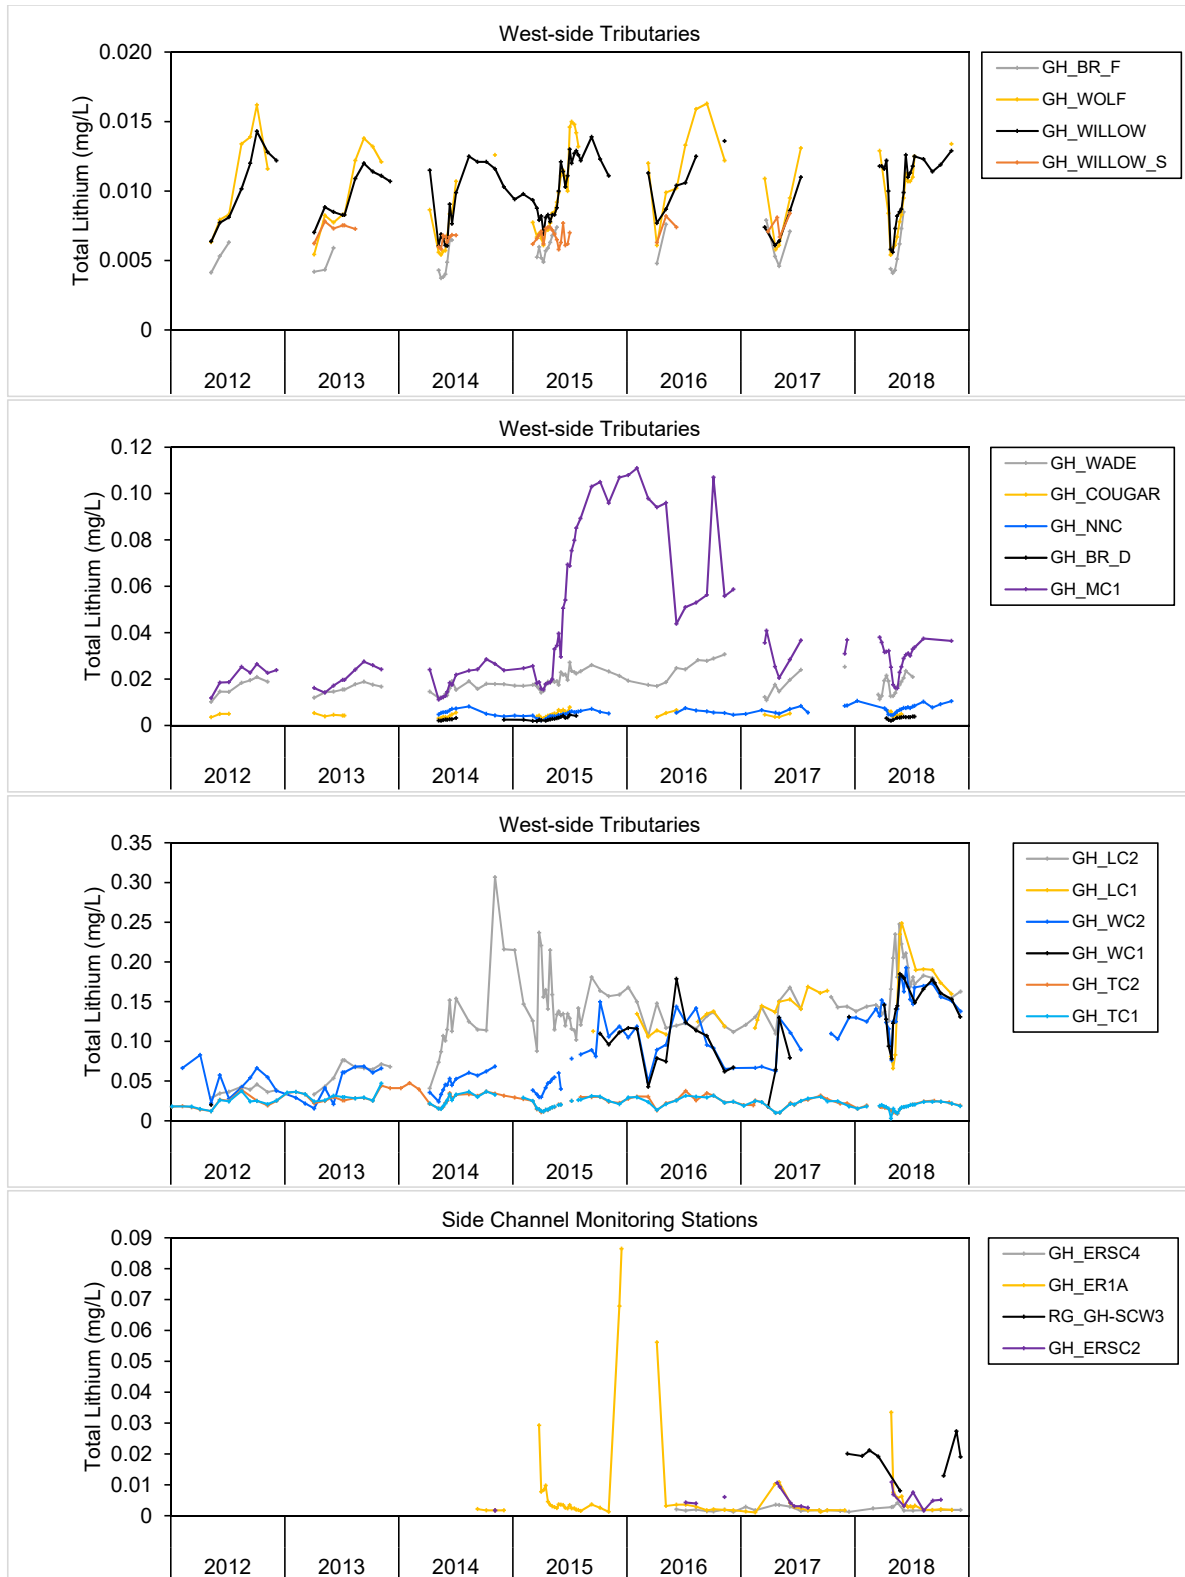 West-side Tributaries
Total Lithium (mg/L)
0.020
0.015
0.010
0.005
0
2012 2013 2014 2015 2016 2017 2018
GH_BR_F
GH_WOLF
GH_WILLOW
GH_WILLOW_S
West-side Tributaries
Total Lithium (mg/L)
0.12
0.10
0.08
0.06
0.04
0.02
0
2012 2013 2014 2015 2016 2017 2018
GH_WADE
GH_COUGAR
GH_NNC
GH_BR_D
GH_MC1
West-side Tributaries
Total Lithium (mg/L)
0.35
0.30
0.25
0.20
0.15
0.10
0.05
0
2012 2013 2014 2015 2016 2017 2018
GH_LC2
GH_LC1
GH_WC2
GH_WC1
GH_TC2
GH_TC1
Side Channel Monitoring Stations
Total Lithium (mg/L)
0.09
0.08
0.07
0.06
0.05
0.04
0.03
0.02
0.01
0
2012 2013 2014 2015 2016 2017 2018
GH_ERSC4
GH_ER1A
RG_GH-SCW3
GH_ERSC2